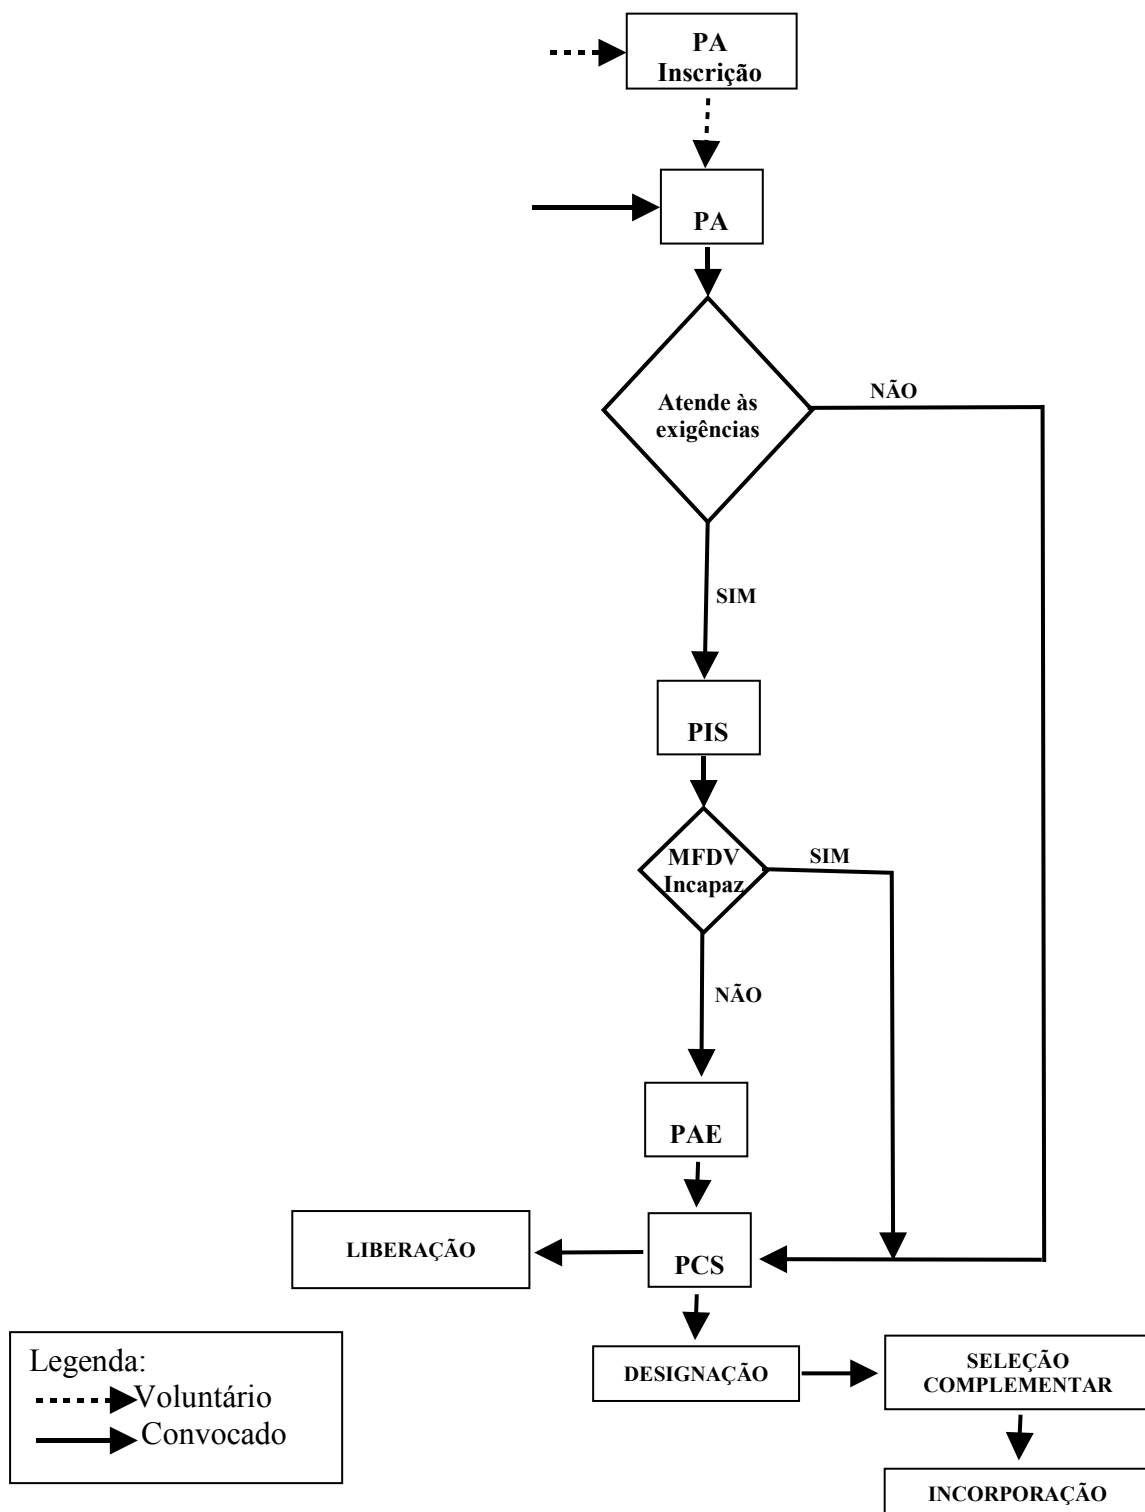 PA
Inscrição
PA
Atende às
exigências
NÃO
SIM
PIS
MFDV
Incapaz
SIM
NÃO
PAE
LIBERAÇÃO
PCS
Legenda:
Voluntário
Convocado
DESIGNAÇÃO
SELEÇÃO
COMPLEMENTAR
INCORPORAÇÃO